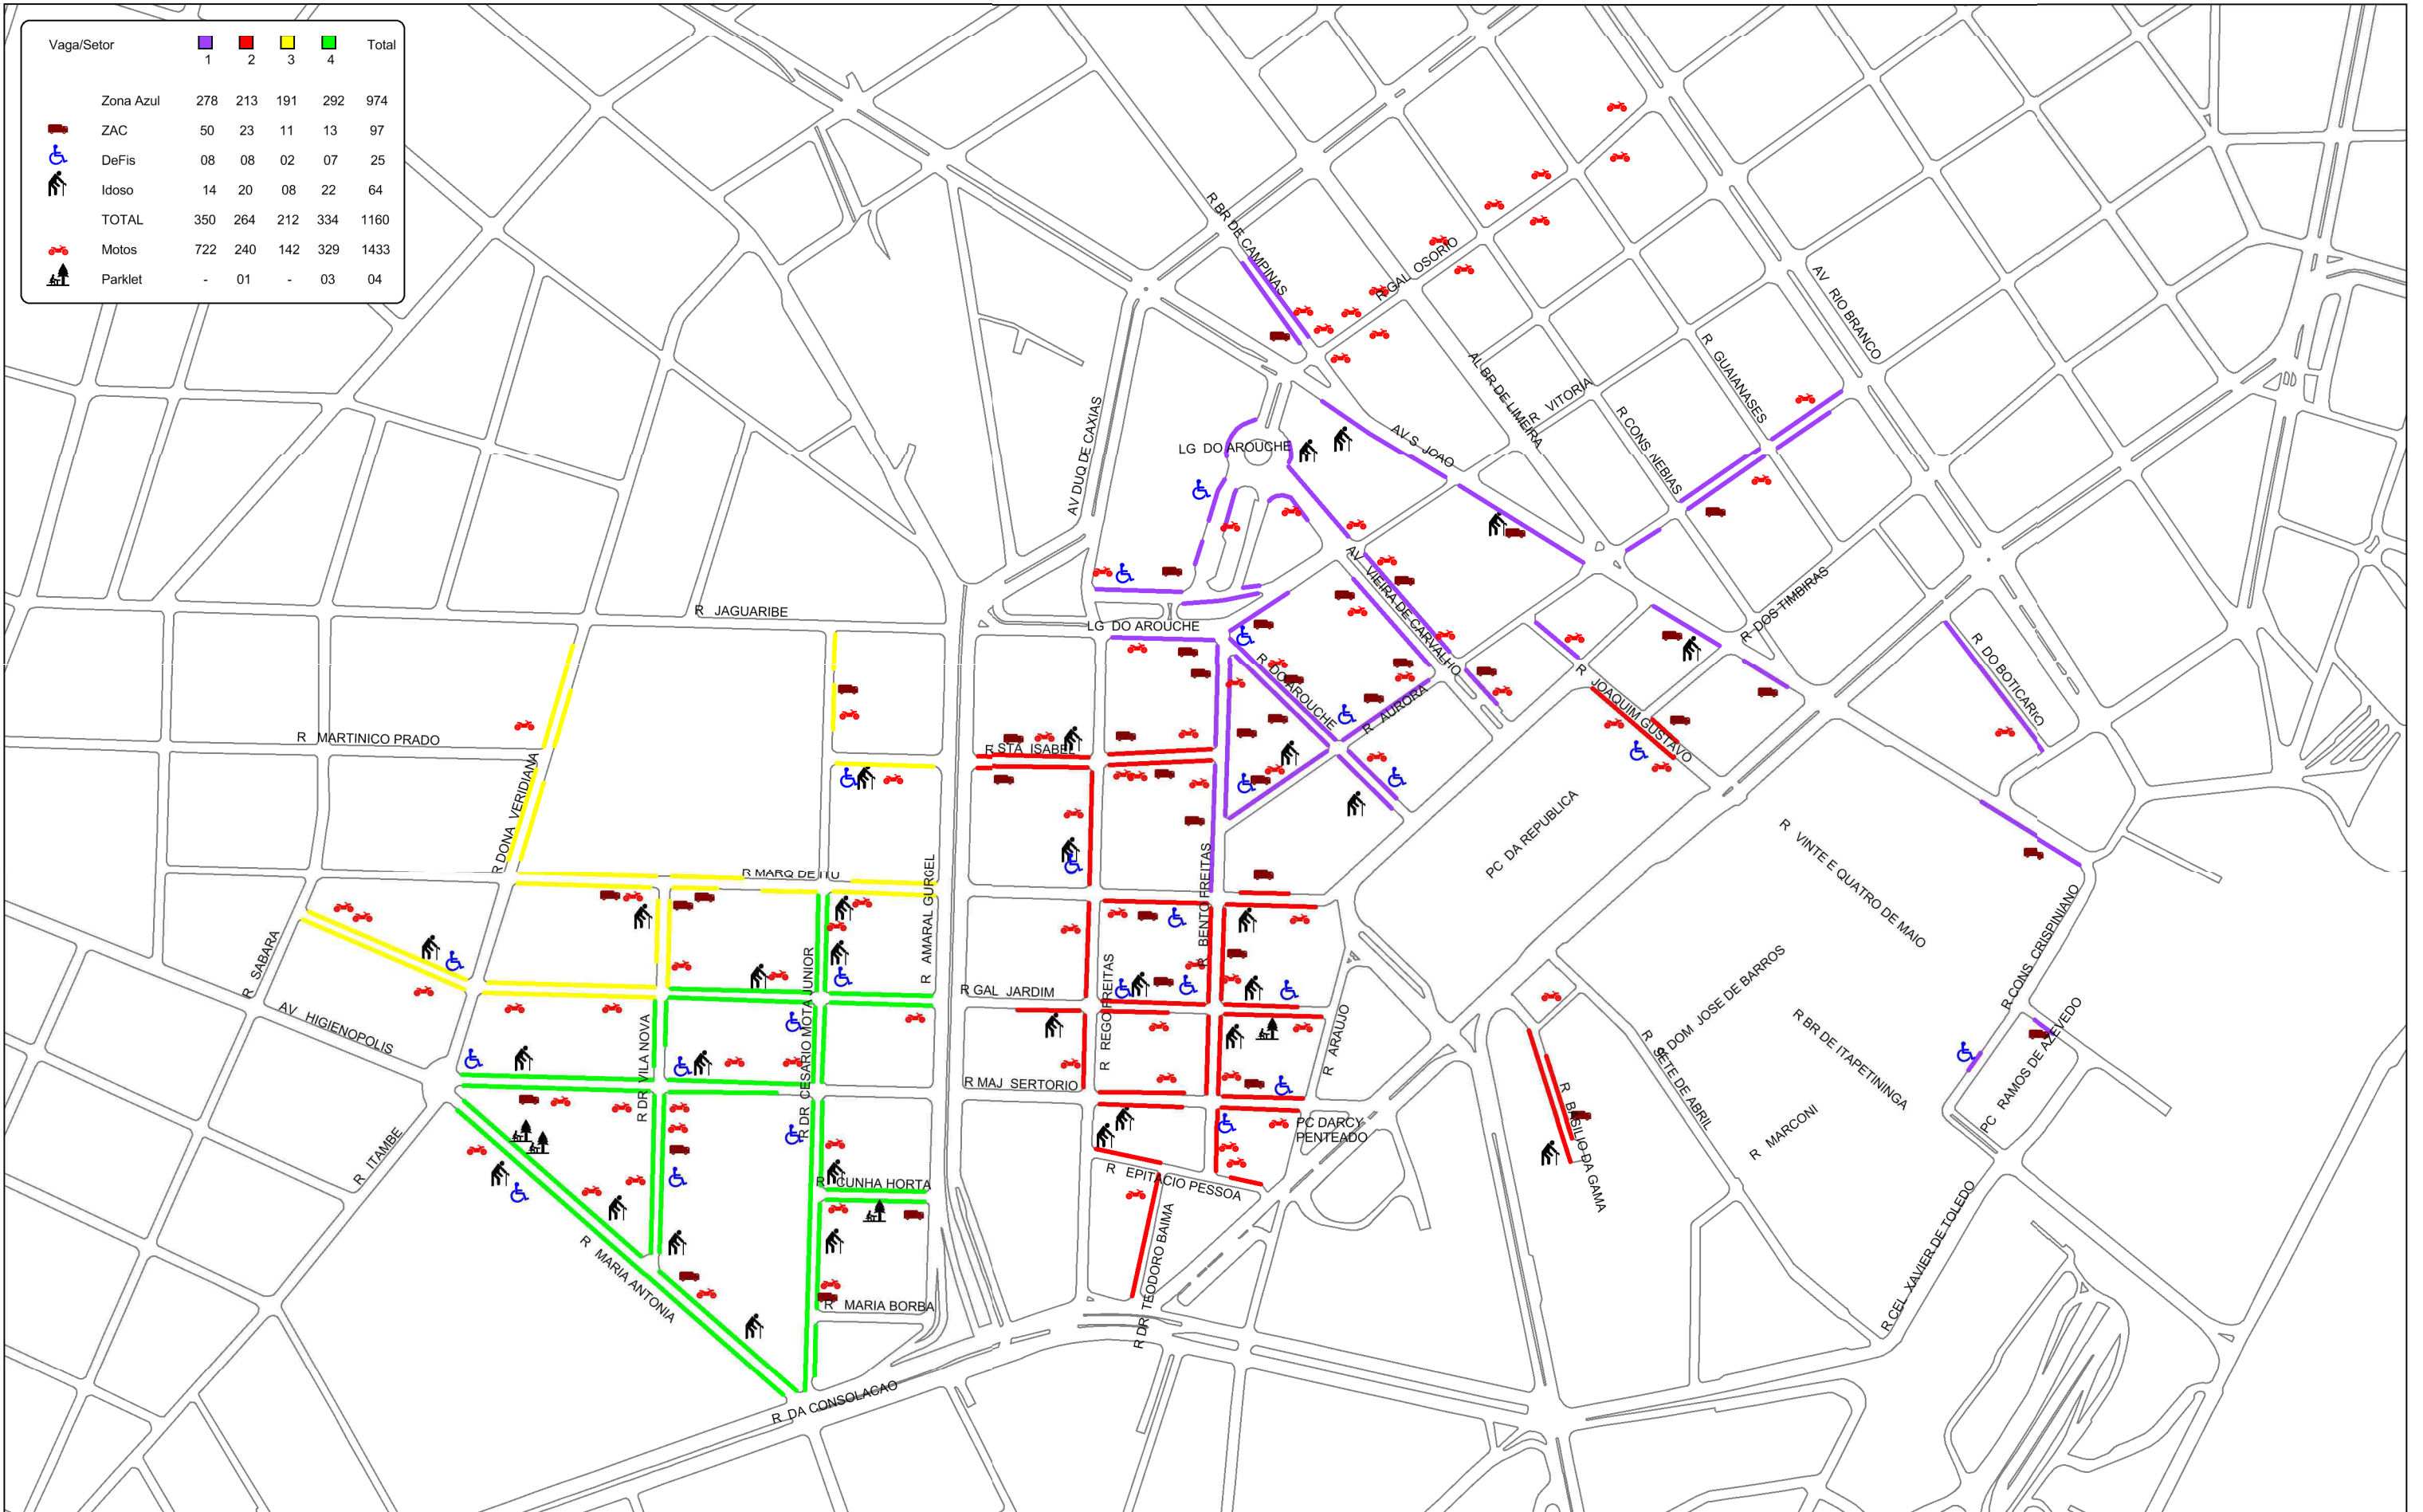 Vaga/Setor 1 2 3 4 Total
Zona Azul 278 213 191 292 974
ZAC 50 23 11 13 97
DeFis 08 08 02 07 25
Idoso 14 20 08 22 64
TOTAL 350 264 212 334 1160
Motos 722 240 142 329 1433
Parklet - 01 - 03 04
R BR DE CAMPINAS
R GAL OSORIO
AV RIO BRANCO
R GUAIANASES
AL BR DE LIMEIRA
R VITORIA
R CONS NEBIAS
AV DUQ DE CAXIAS
LG DO AROUCHE
AV S JOAO
AV VIEIRA DE CARVALHO
R DOS TIMBIRAS
R JAGUARIBE
LG DO AROUCHE
R DO AROUCHE
R AURORA
R JOAQUIM GUSTAVO
R DO BOTICARIO
R MARTINICO PRADO
R STA ISABEL
R DONA VERIDIANA
PC DA REPUBLICA
R VINTE E QUATRO DE MAIO
R MARQ DE ITU
R AMARAL GURGEL
R BENTO FREITAS
R SABARA
AV HIGIENOPOLIS
R DR CESARIO MOTA JUNIOR
R GAL JARDIM
R REGO FREITAS
R ARAUJO
R DOM JOSE DE BARROS
R CONS CRISPINIANO
R BR DE ITAPETININGA
R SETE DE ABRIL
PC RAMOS DE AZEVEDO
R DR VILA NOVA
R MAJ SERTORIO
R MARCONI
R BASILIO DA GAMA
PC DARCY
PENTEADO
R ITAMBE
R EPITACIO PESSOA
R CUNHA HORTA
R MARIA ANTONIA
R DR TEODORO BAIMA
R CEL XAVIER DE TOLEDO
R MARIA BORBA
R DA CONSOLACAO